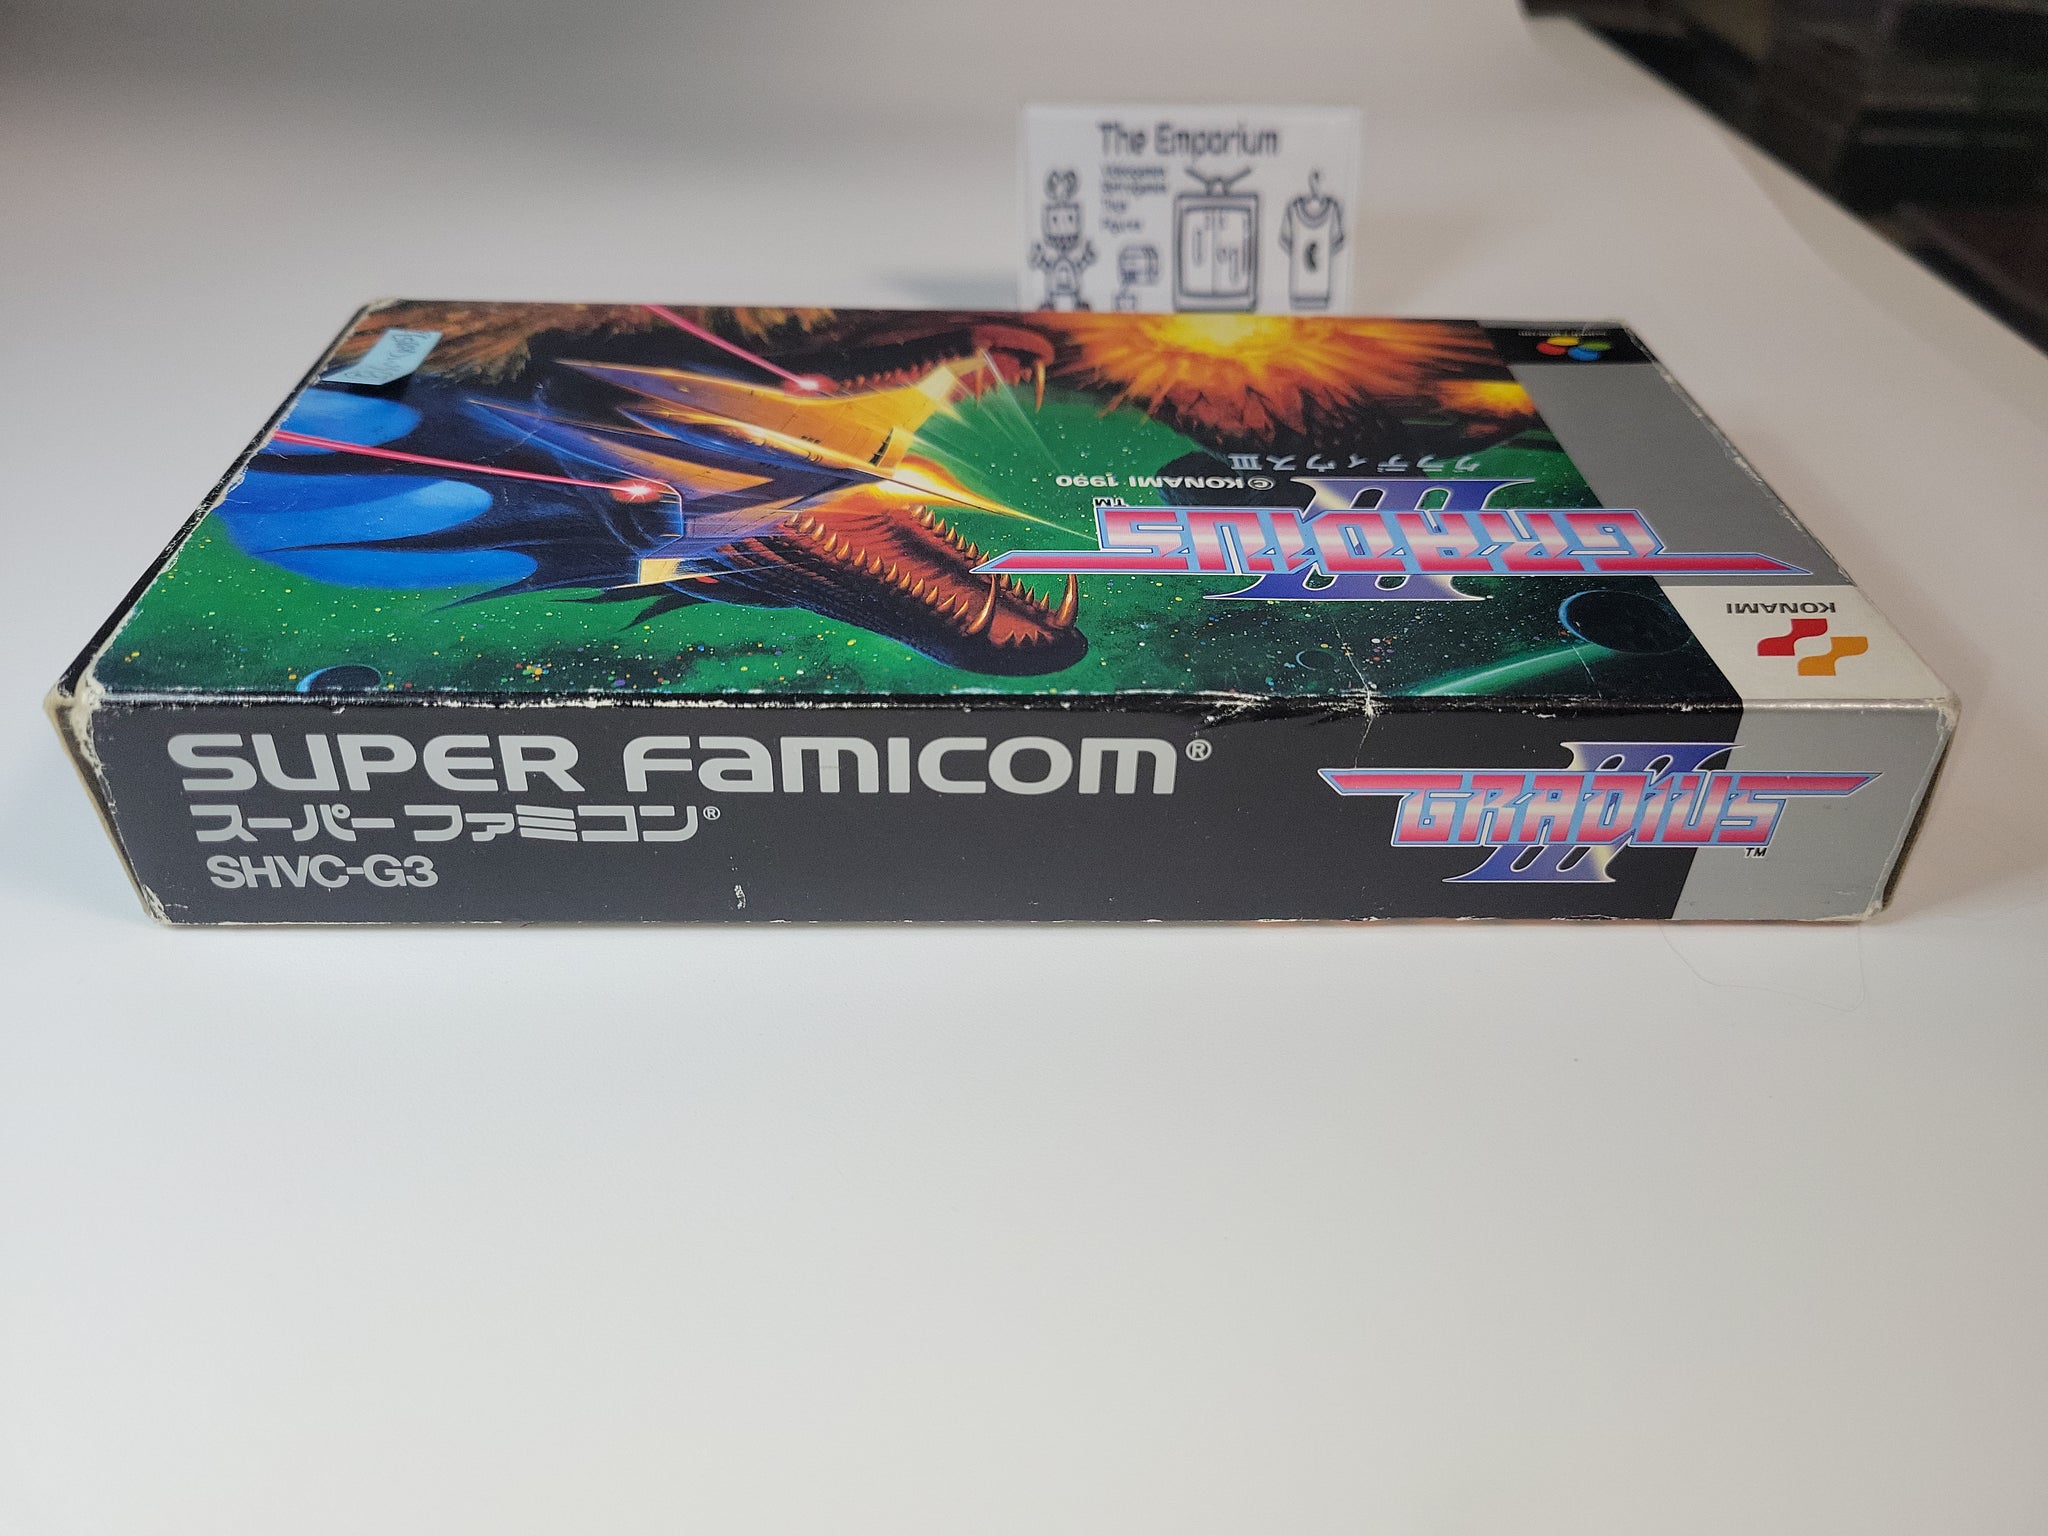 The Emporium
グラディウスIII
© KONAMI 1990
GRADIUS III
TM
KONAMI
SUPER FAMICOM®
スーパーファミコン®
SHVC-G3
GRADIUS III
TM